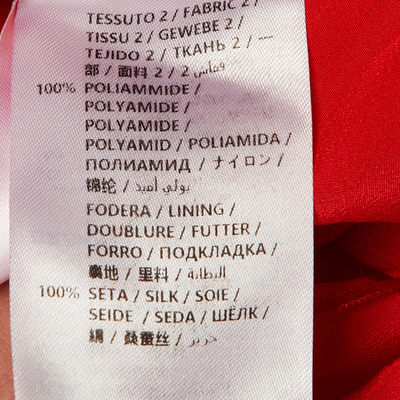 TESSUTO 2 / FABRIC 2 /
TISSU 2 / GEWEBE 2 /
TEJIDO 2 / ТКАНЬ 2 / —
部 / 面料 2 / 2 قماش
100% POLIAMMIDE /
POLYAMIDE /
POLYAMIDE /
POLYAMID / POLIAMIDA /
ПОЛИАМИД / ナイロン /
锦纶 / بولي أميد /
FODERA / LINING /
DOUBLURE / FUTTER /
FORRO / ПОДКЛАДКА /
裏地 / 里料 / البطانة /
100% SETA / SILK / SOIE /
SEIDE / SEDA / ШЁЛК /
絹 / 桑蚕丝 / حرير /